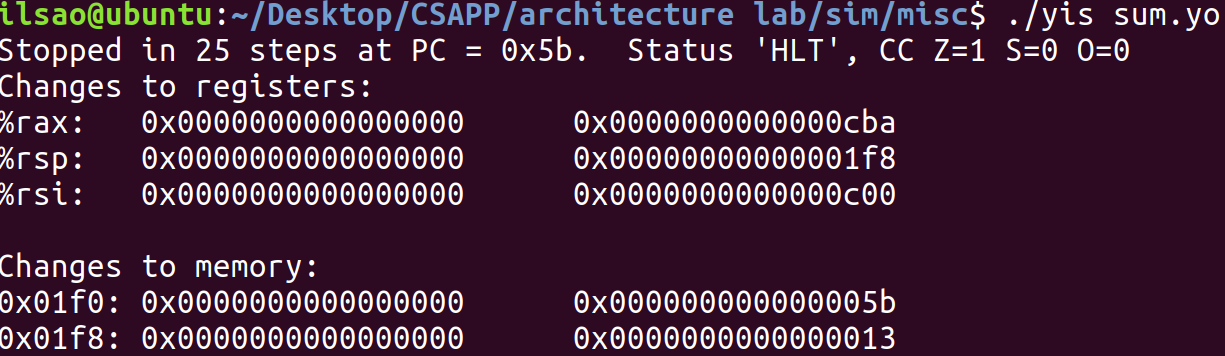 ilsao@ubuntu:~/Desktop/CSAPP/architecture lab/sim/misc$ ./yis sum.yo
Stopped in 25 steps at PC = 0x5b.  Status 'HLT', CC Z=1 S=0 O=0
Changes to registers:
%rax:   0x0000000000000000      0x0000000000000cba
%rsp:   0x0000000000000000      0x00000000000001f8
%rsi:   0x0000000000000000      0x0000000000000c00

Changes to memory:
0x01f0: 0x0000000000000000      0x000000000000005b
0x01f8: 0x0000000000000000      0x0000000000000013